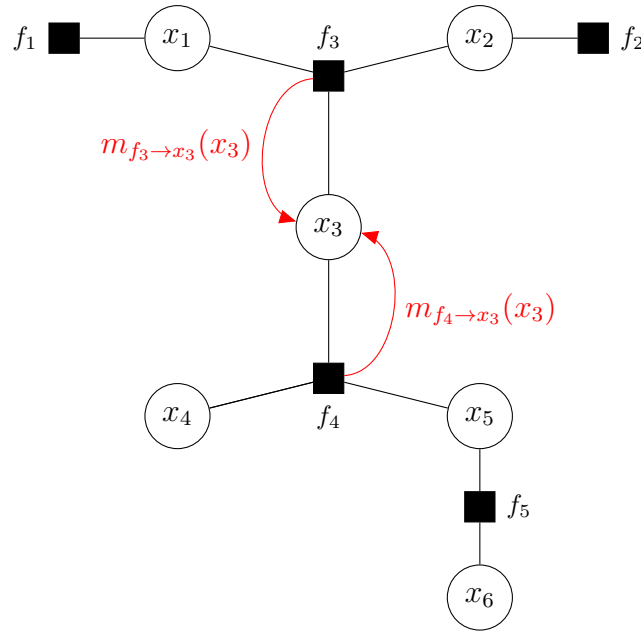 f₁
x₁
f₃
x₂
f₂
m_{f₃→x₃}(x₃)
x₃
m_{f₄→x₃}(x₃)
x₄
f₄
x₅
f₅
x₆